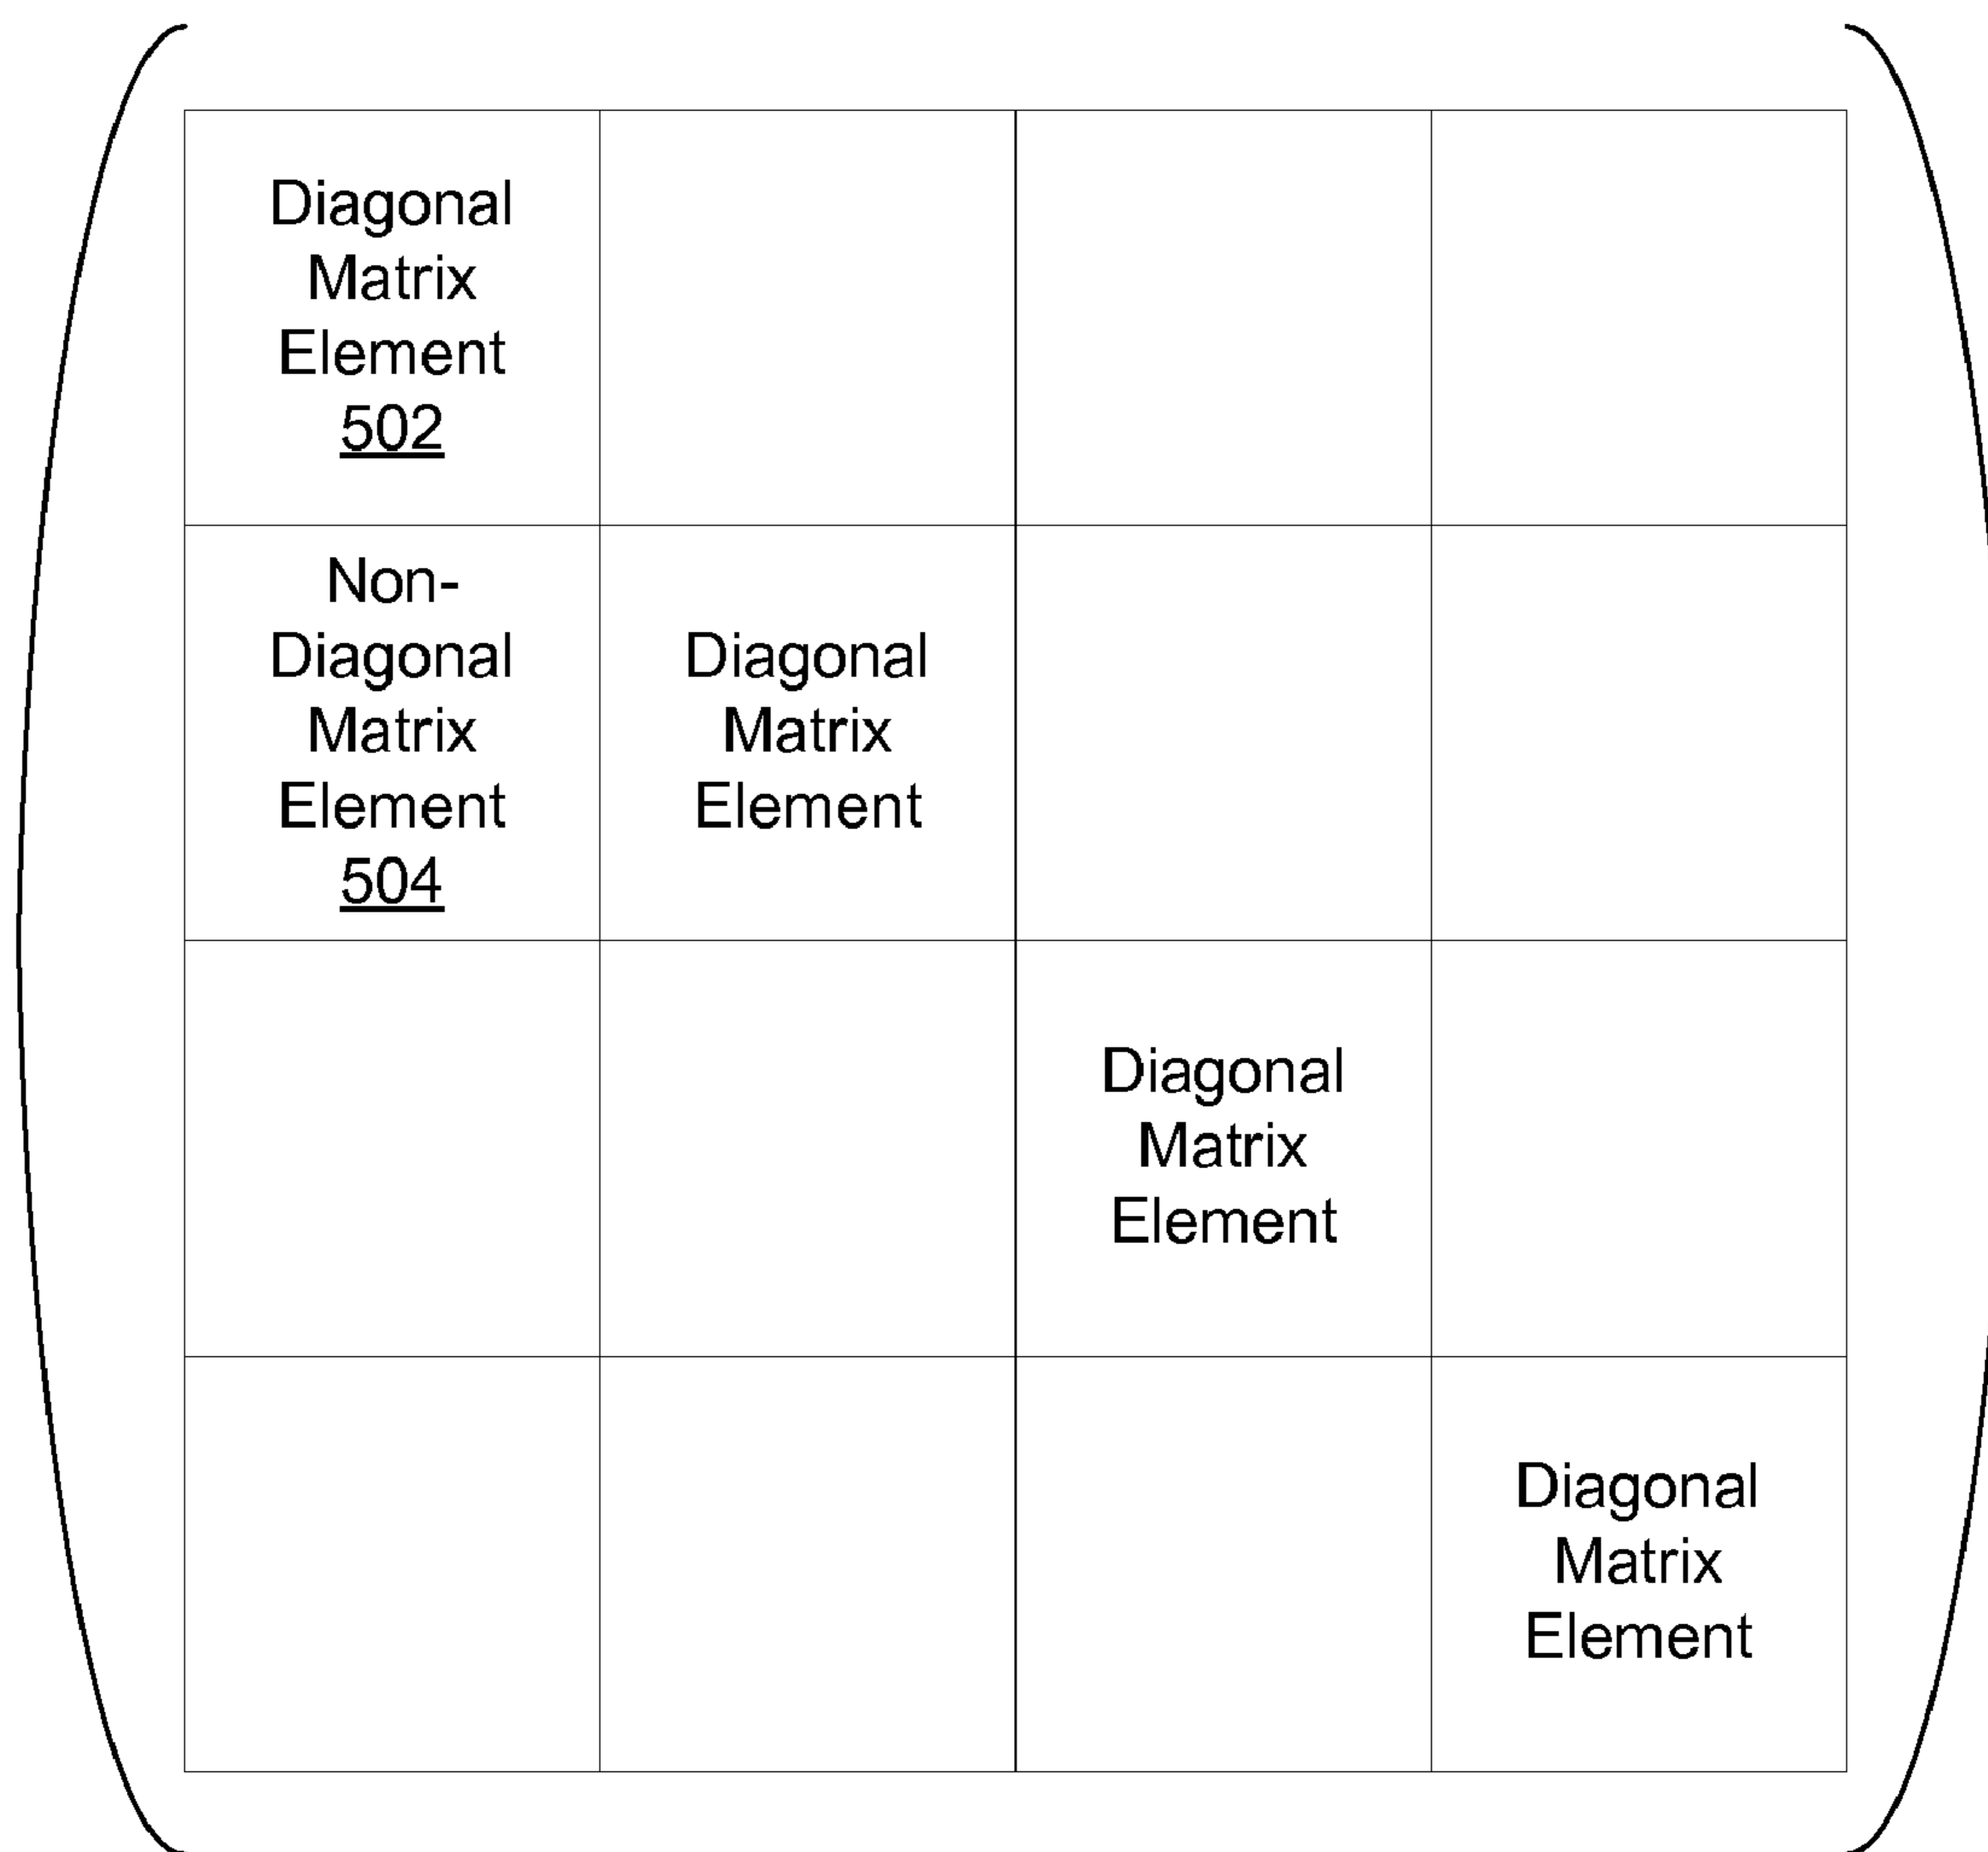 Diagonal
Matrix
Element
502
Non-
Diagonal
Matrix
Element
504
Diagonal
Matrix
Element
Diagonal
Matrix
Element
Diagonal
Matrix
Element